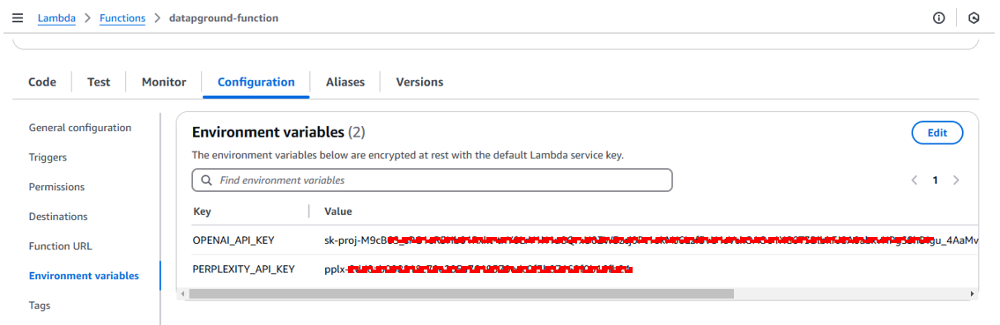 Lambda > Functions > datapground-function
Code Test Monitor Configuration Aliases Versions
General configuration
Triggers
Permissions
Destinations
Function URL
Environment variables
Tags
Environment variables (2)
Edit
The environment variables below are encrypted at rest with the default Lambda service key.
Find environment variables
1
Key Value
OPENAI_API_KEY sk-proj-M9cB gu_4AaMv
PERPLEXITY_API_KEY pplx-